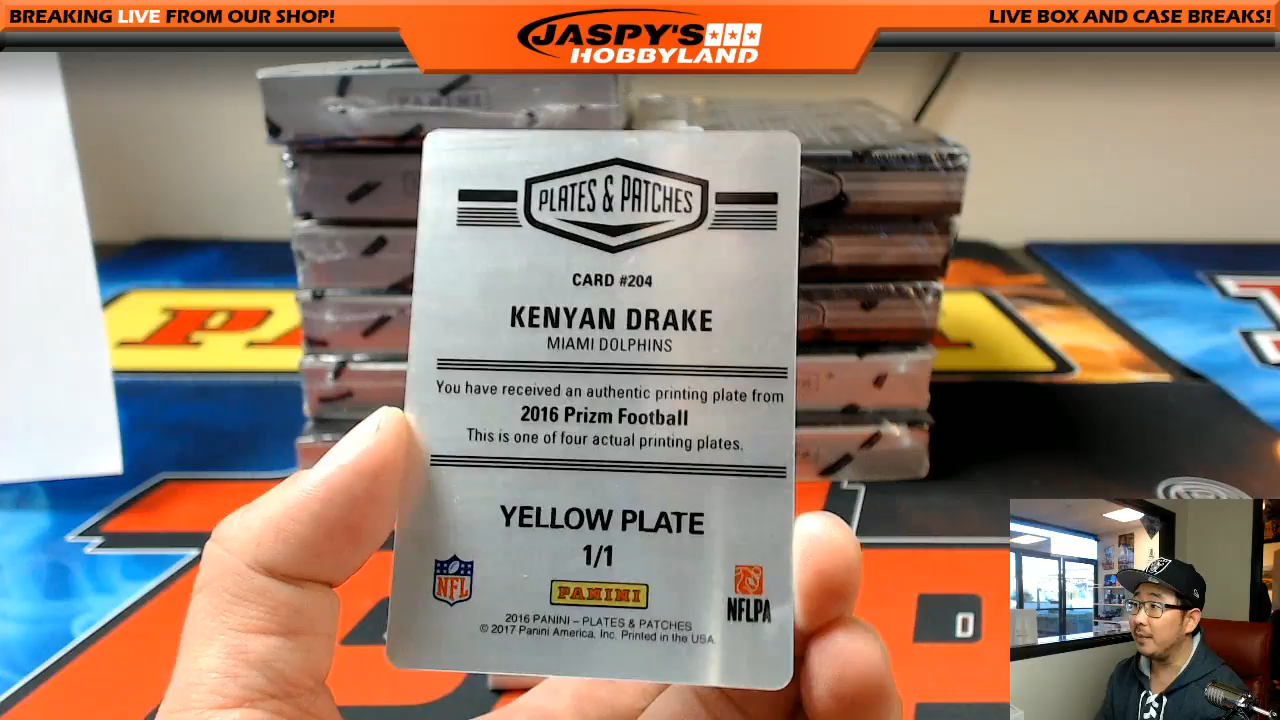 BREAKING LIVE FROM OUR SHOP!
JASPY'S
HOBBYLAND
LIVE BOX AND CASE BREAKS!
PANINI
PLATES & PATCHES
CARD #204
KENYAN DRAKE
MIAMI DOLPHINS
You have received an authentic printing plate from
2016 Prizm Football
This is one of four actual printing plates.
YELLOW PLATE
1/1
NFL
PANINI
NFLPA
2016 PANINI – PLATES & PATCHES
© 2017 Panini America, Inc. Printed in the USA